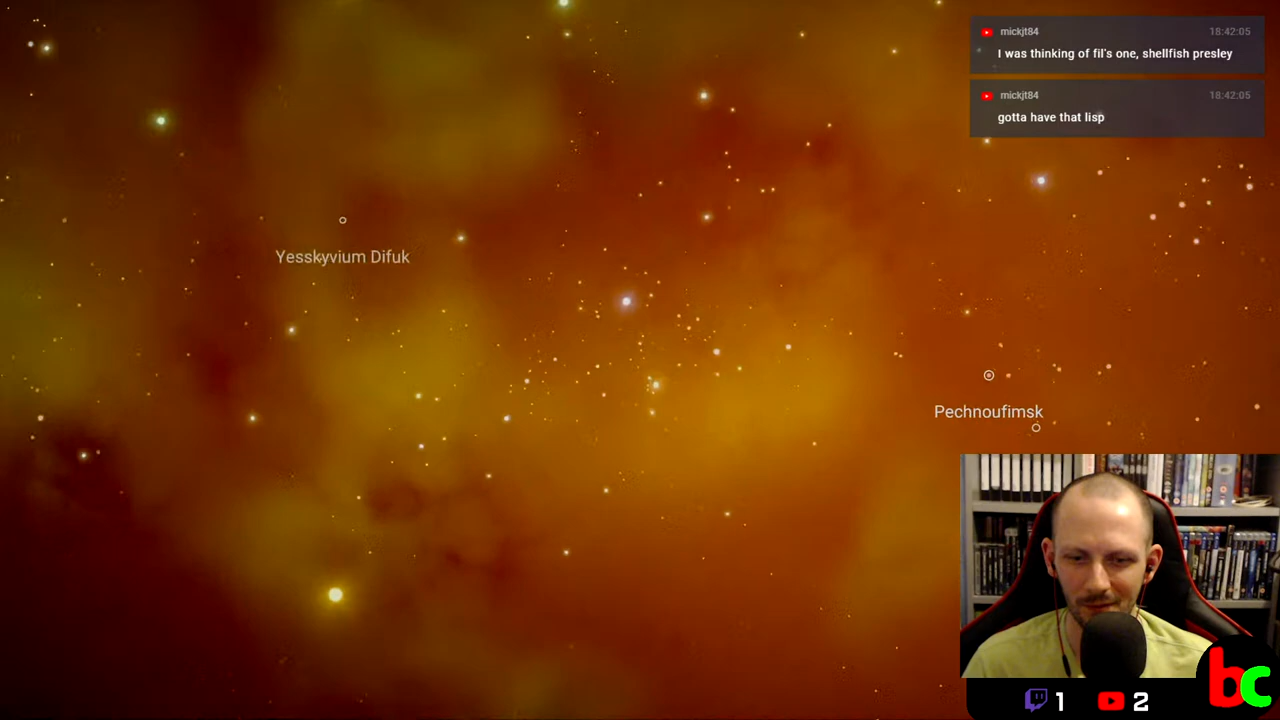 mickjt84 18:42:05
I was thinking of fil's one, shellfish presley
mickjt84 18:42:05
gotta have that lisp
Yesskyvium Difuk
Pechnoufimsk
1 2
bc